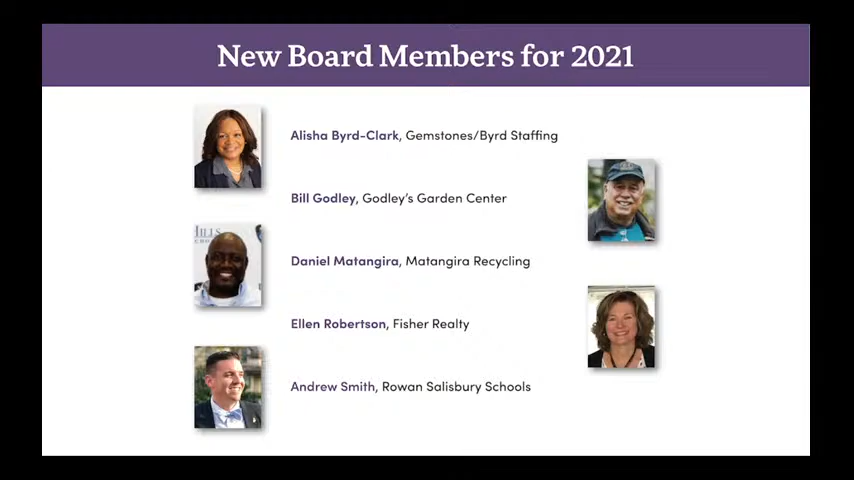 New Board Members for 2021
Alisha Byrd-Clark, Gemstones/Byrd Staffing
Bill Godley, Godley's Garden Center
HILLS
Daniel Matangira, Matangira Recycling
Ellen Robertson, Fisher Realty
Andrew Smith, Rowan Salisbury Schools